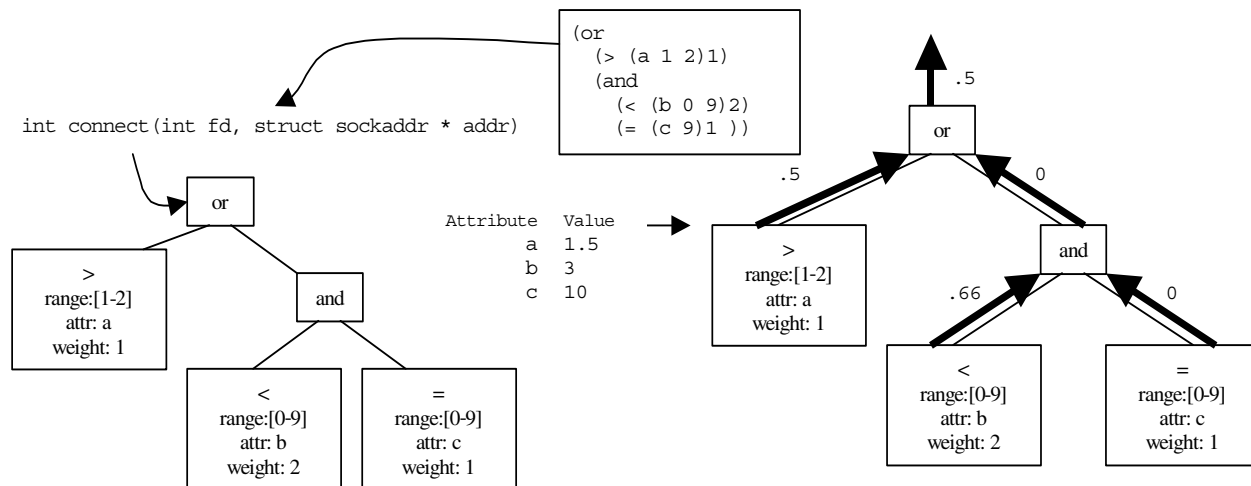 (or
(> (a 1 2)1)
(and
(< (b 0 9)2)
(= (c 9)1 ))
int connect(int fd, struct sockaddr * addr)
or
>
range:[1-2]
attr: a
weight: 1
and
<
range:[0-9]
attr: b
weight: 2
=
range:[0-9]
attr: c
weight: 1
Attribute Value
a 1.5
b 3
c 10
.5
or
.5
0
>
range:[1-2]
attr: a
weight: 1
and
.66
0
<
range:[0-9]
attr: b
weight: 2
=
range:[0-9]
attr: c
weight: 1